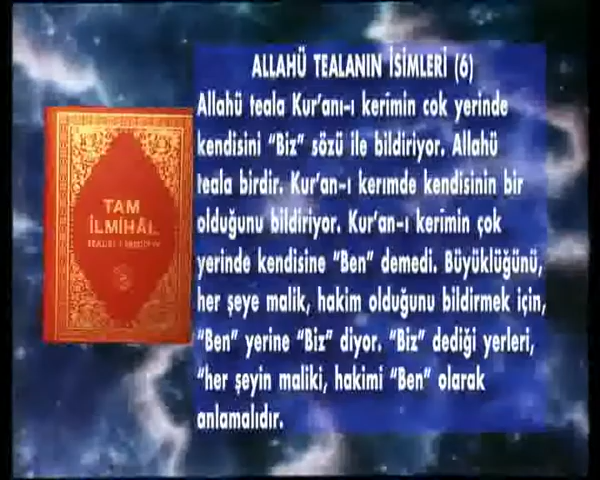 ALLAHÜ TEALANIN İSİMLERİ (6)
Allahü teala Kur'anı-ı kerimin cok yerinde
kendisini "Biz" sözü ile bildiriyor. Allahü
teala birdir. Kur'an-ı kerımde kendisinin bir
olduğunu bildiriyor. Kur'an-ı kerimin çok
yerinde kendisine "Ben" demedi. Büyüklüğünü,
her şeye malik, hakim olduğunu bildirmek için,
"Ben" yerine "Biz" diyor. "Biz" dediği yerleri,
"her şeyin maliki, hakimi "Ben" olarak
anlamalıdır.
TAM
İLMİHÂL